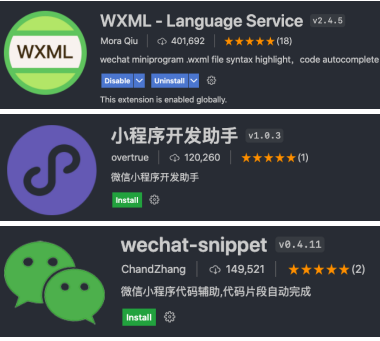 WXML
WXML - Language Service v2.4.5
Mora Qiu 401,692 (18)
wechat miniprogram .wxml file syntax highlight，code autocomplete
Disable Uninstall
This extension is enabled globally.
小程序开发助手 v1.0.3
overtrue 120,260 (1)
微信小程序开发助手
Install
wechat-snippet v0.4.11
ChandZhang 149,521 (2)
微信小程序代码辅助,代码片段自动完成
Install